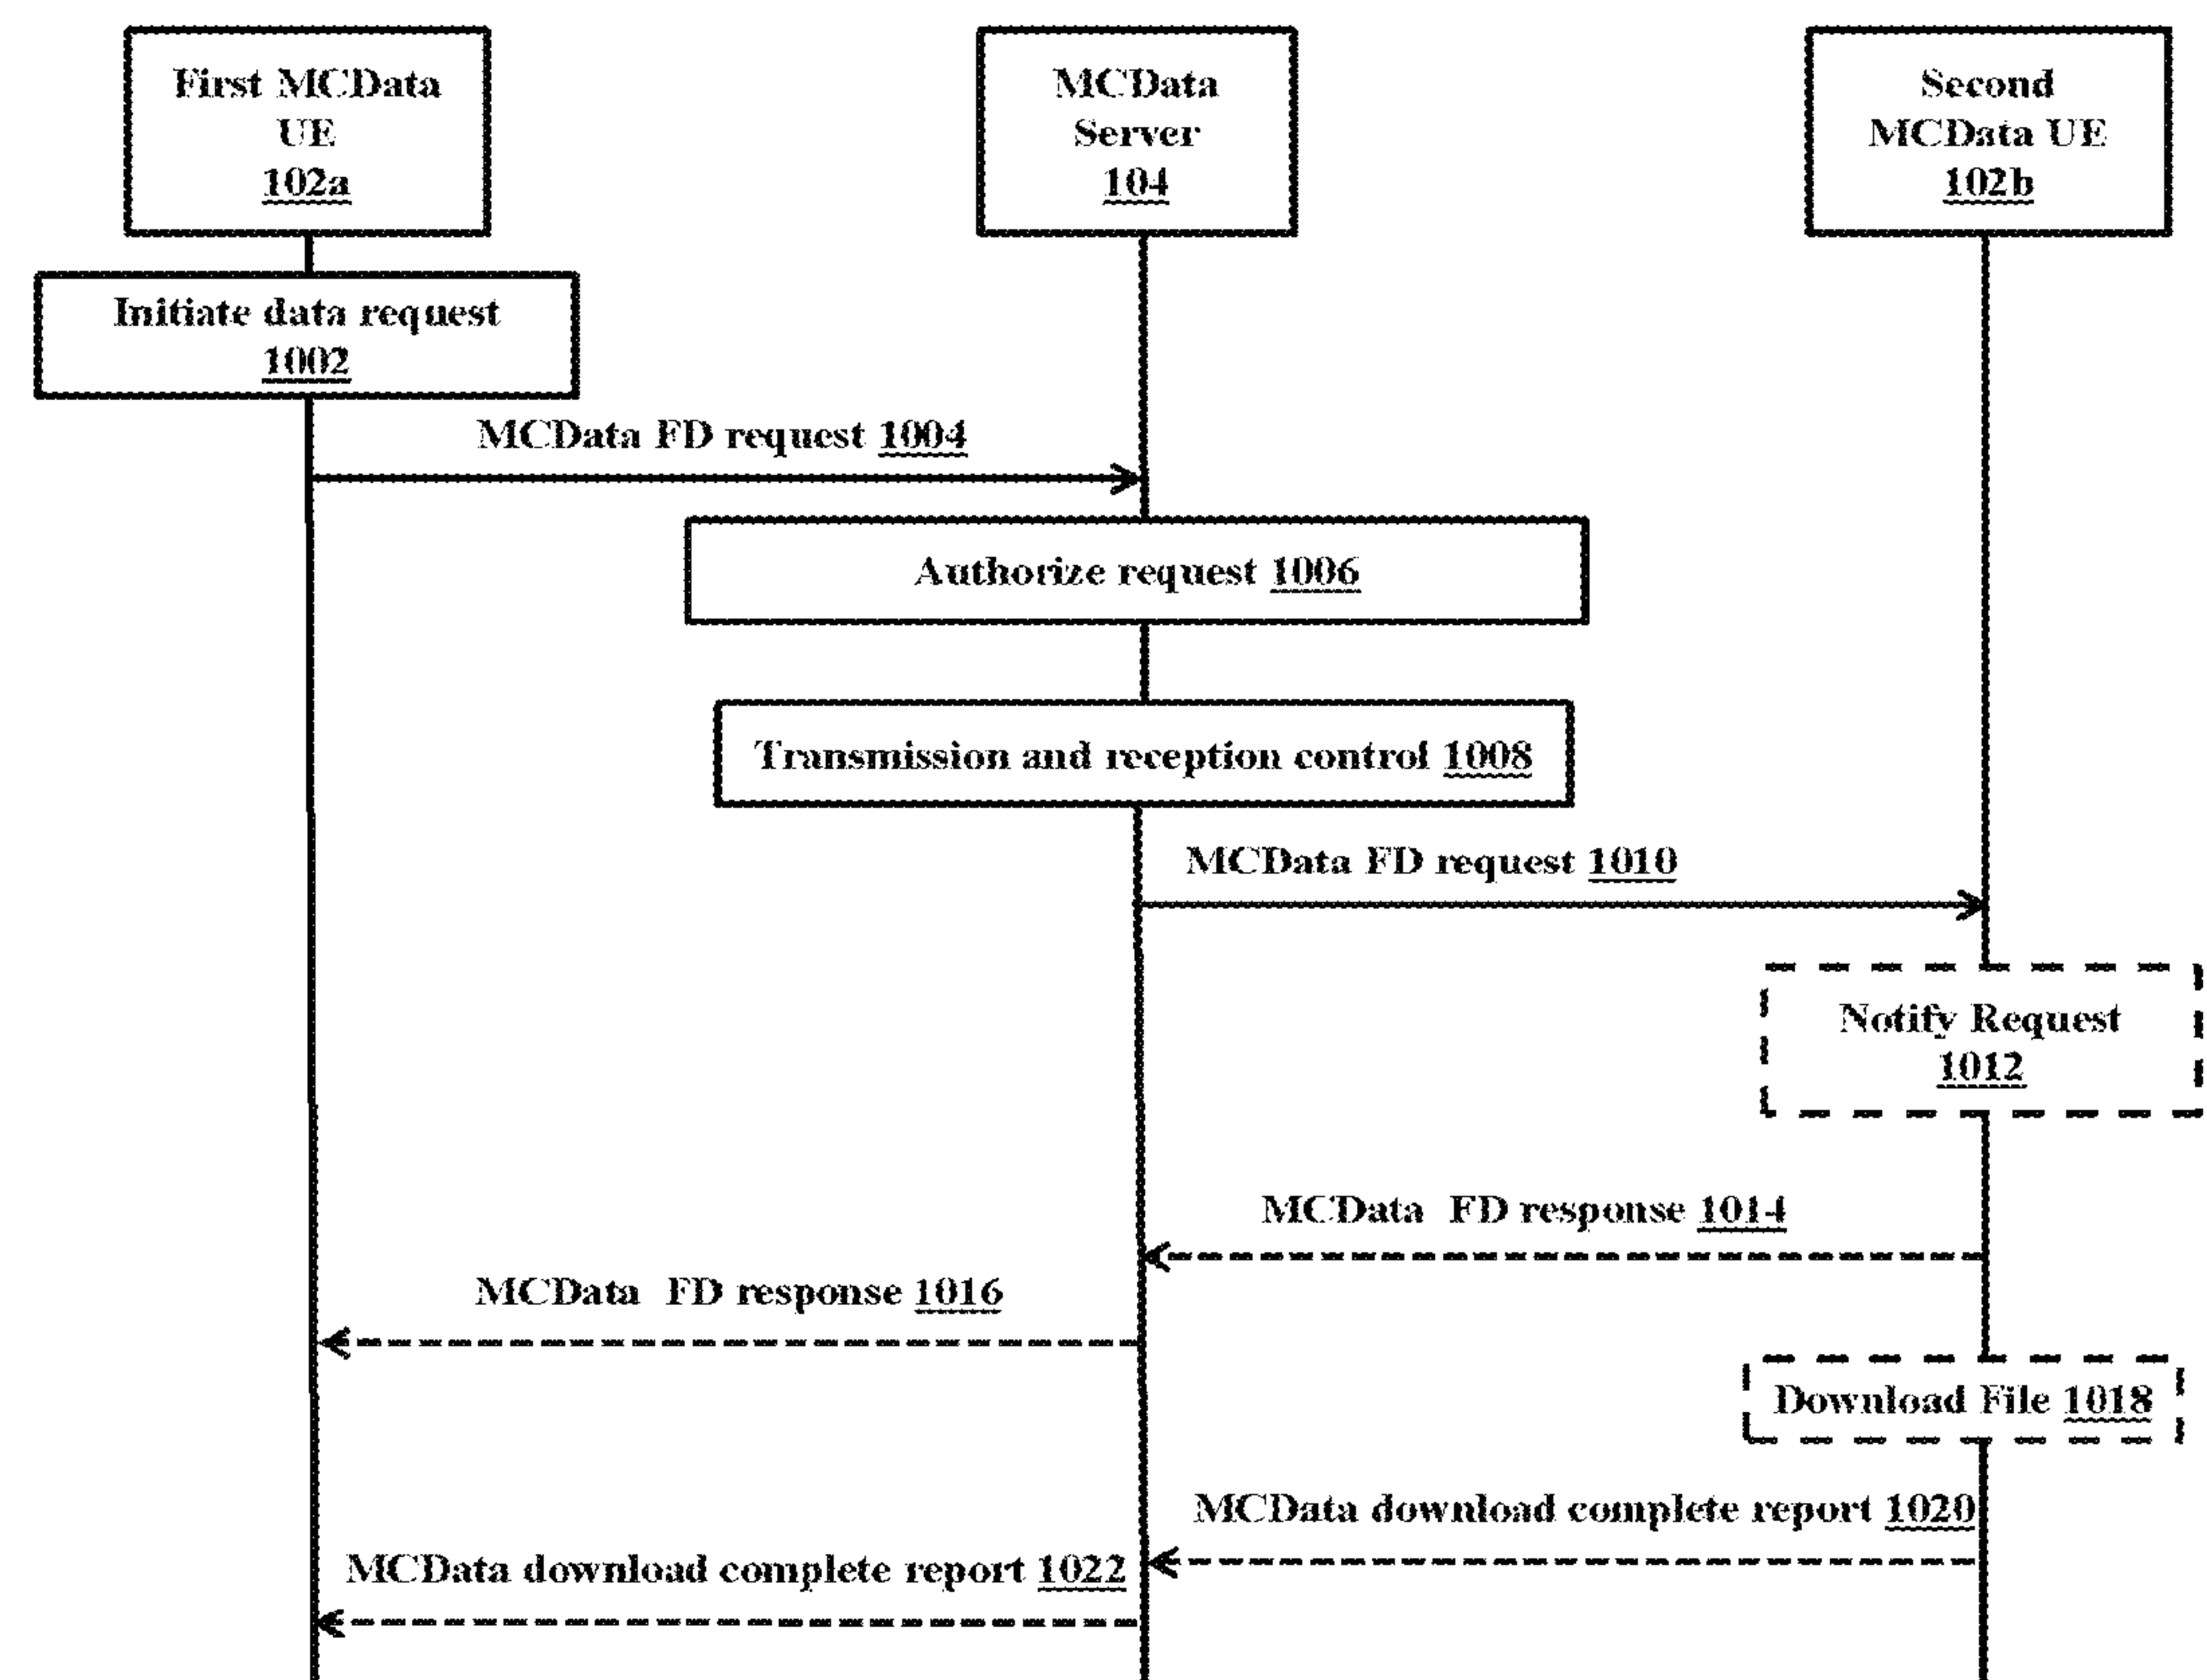 First MCData
UE
102a
MCData
Server
104
Second
MCData UE
102b
Initiate data request
1002
MCData FD request 1004
Authorize request 1006
Transmission and reception control 1008
MCData FD request 1010
Notify Request
1012
MCData FD response 1014
MCData FD response 1016
Download File 1018
MCData download complete report 1020
MCData download complete report 1022